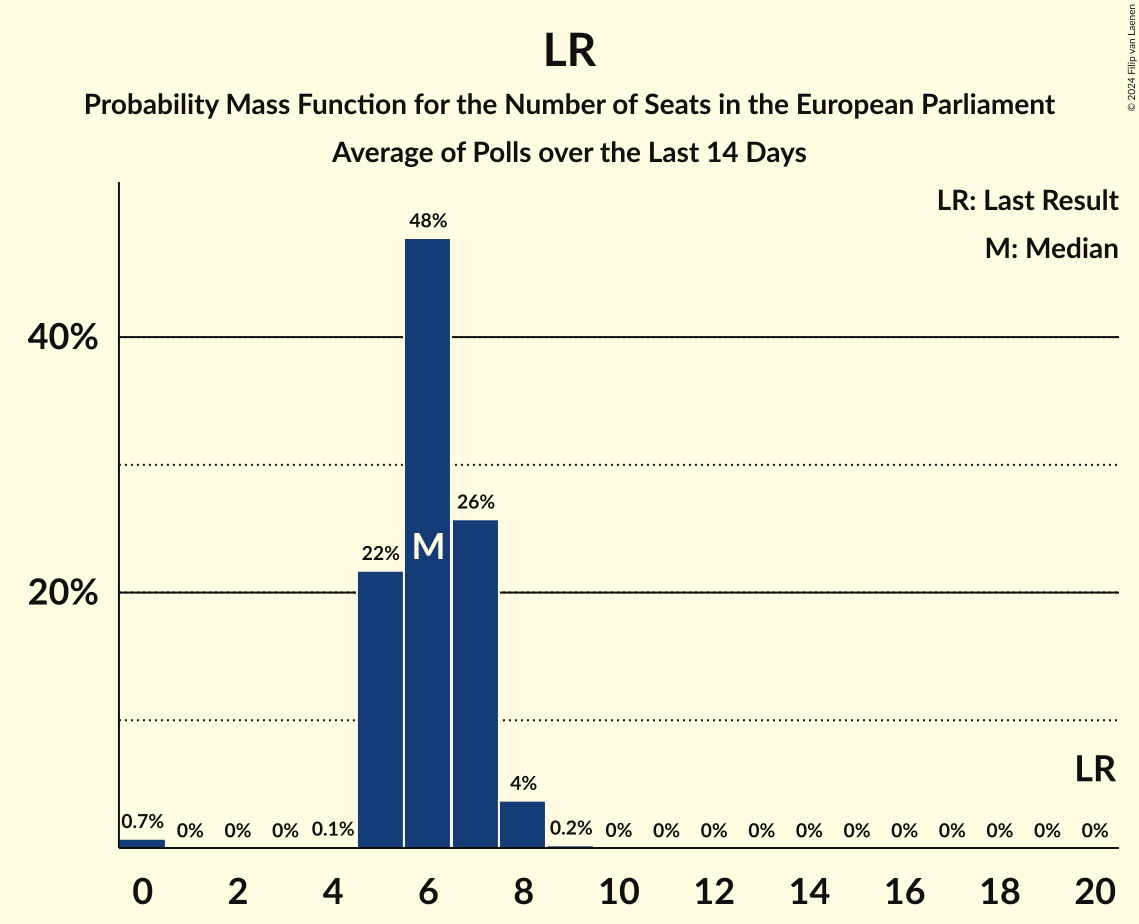 LR
Probability Mass Function for the Number of Seats in the European Parliament
Average of Polls over the Last 14 Days
© 2024 Filip van Laenen
LR: Last Result
M: Median
40%
20%
0.7% 0% 0% 0% 0.1% 22% 48% 26% 4% 0.2% 0% 0% 0% 0% 0% 0% 0% 0% 0% 0% 0%
M
LR
0 2 4 6 8 10 12 14 16 18 20